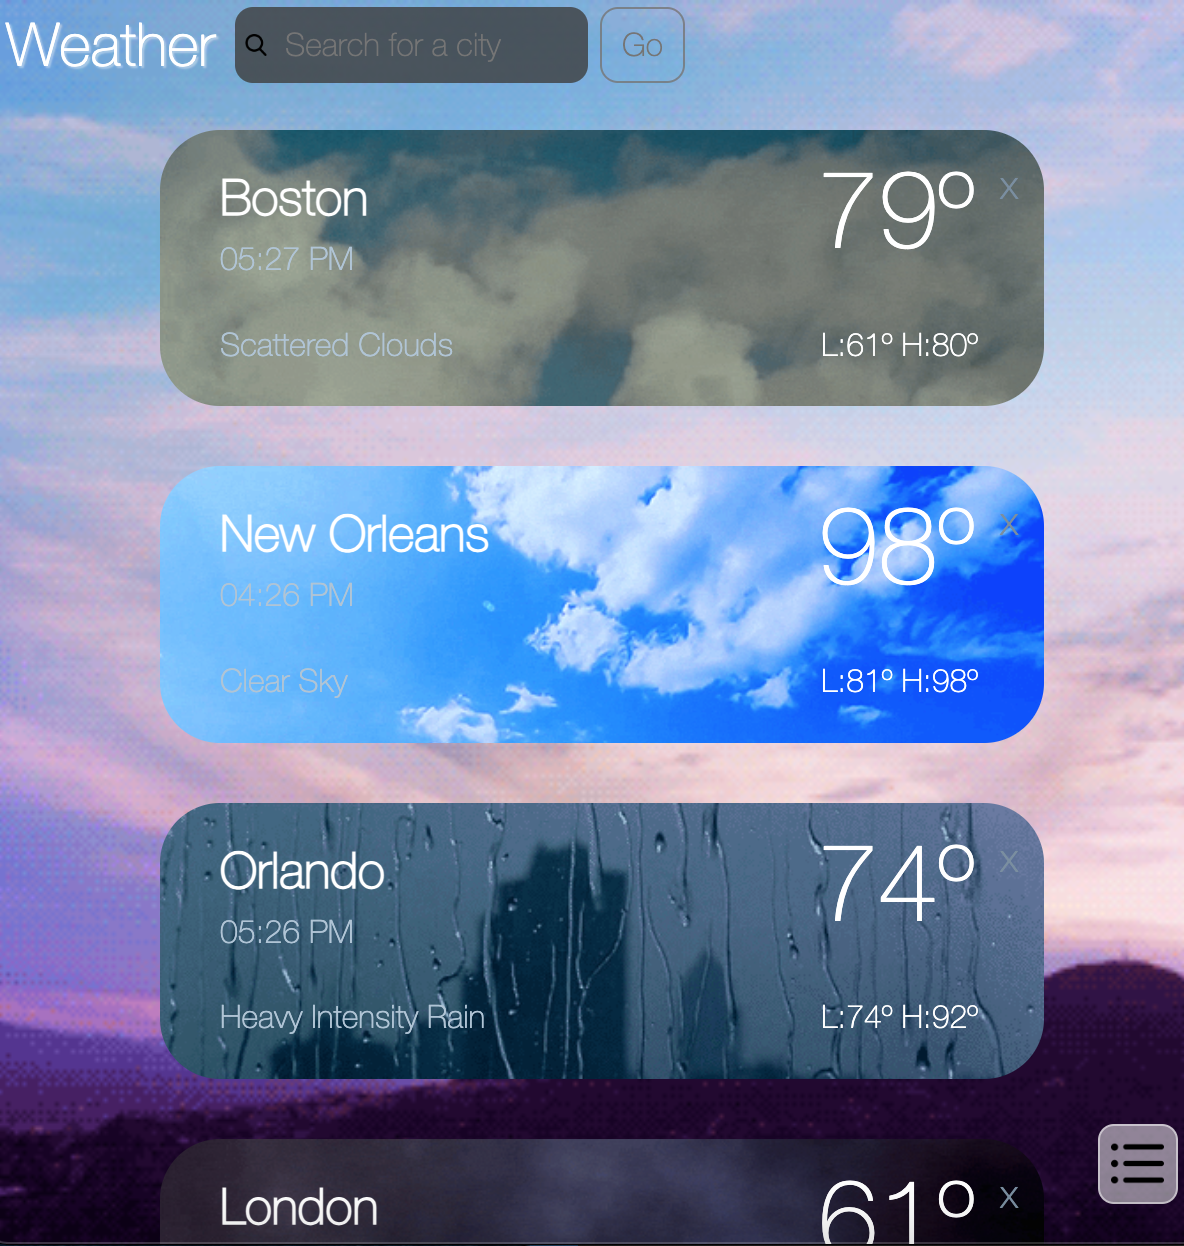 Weather
Search for a city
Go
Boston
79°
X
05:27 PM
Scattered Clouds
L:61° H:80°
New Orleans
98°
X
04:26 PM
Clear Sky
L:81° H:98°
Orlando
74°
X
05:26 PM
Heavy Intensity Rain
L:74° H:92°
London
61°
X